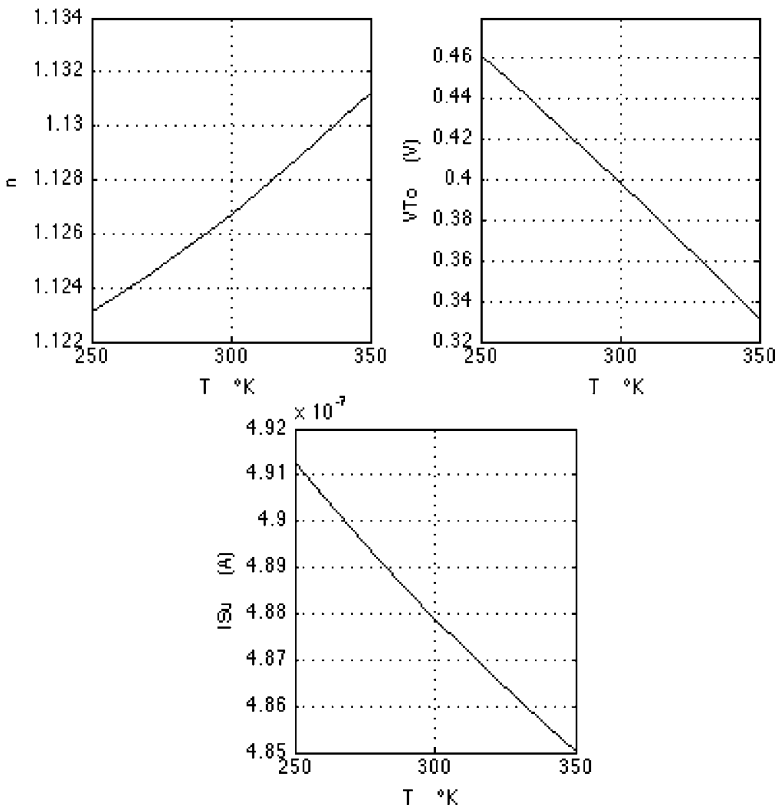 1.134
1.132
1.13
1.128
1.126
1.124
1.122
n
250 300 350
T °K
0.46
0.44
0.42
0.4
0.38
0.36
0.34
0.32
VTo (V)
250 300 350
T °K
x 10-7
4.92
4.91
4.9
4.89
4.88
4.87
4.86
4.85
ISu (A)
250 300 350
T °K